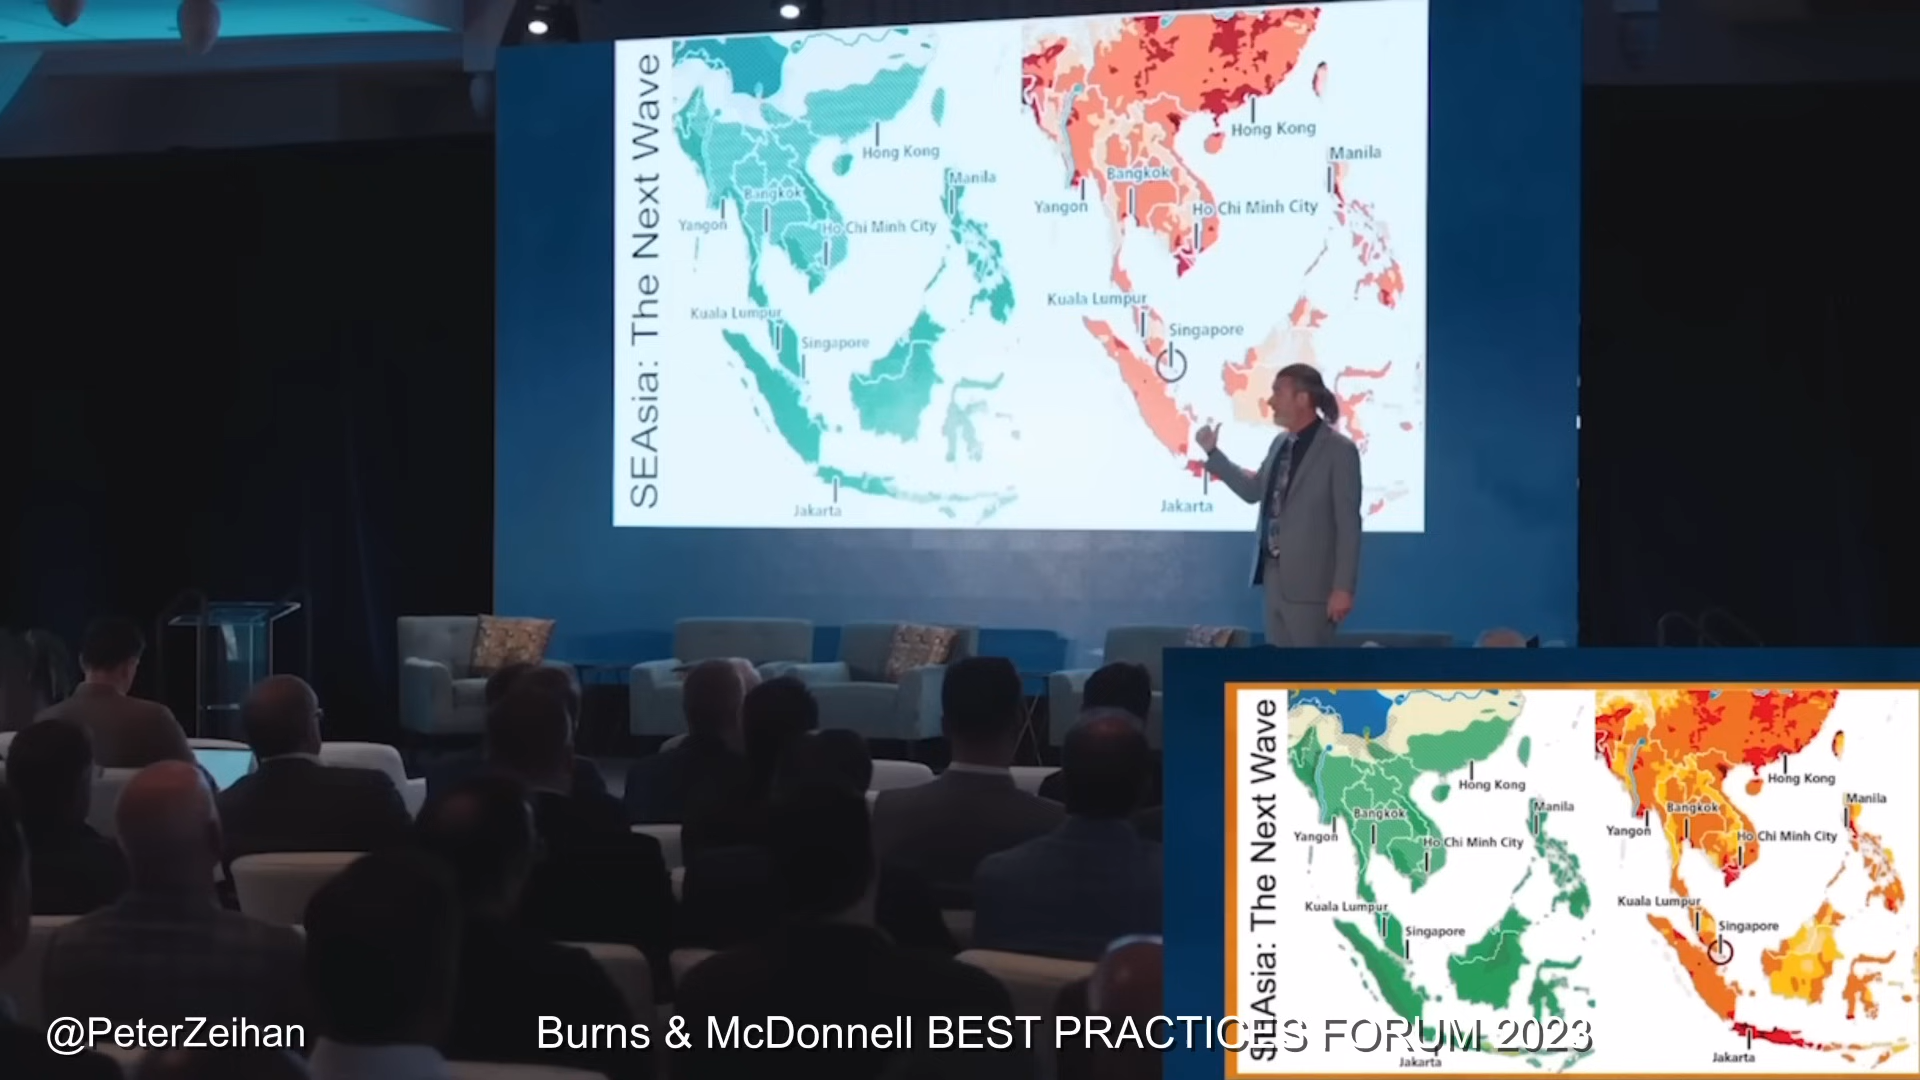 SEAsia: The Next Wave
Hong Kong
Manila
Bangkok
Yangon
Ho Chi Minh City
Kuala Lumpur
Singapore
Jakarta
Hong Kong
Manila
Bangkok
Yangon
Ho Chi Minh City
Kuala Lumpur
Singapore
Jakarta
SEAsia: The Next Wave
Hong Kong
Manila
Bangkok
Yangon
Ho Chi Minh City
Kuala Lumpur
Singapore
Jakarta
Hong Kong
Manila
Bangkok
Yangon
Ho Chi Minh City
Kuala Lumpur
Singapore
Jakarta
@PeterZeihan
Burns & McDonnell BEST PRACTICES FORUM 2023